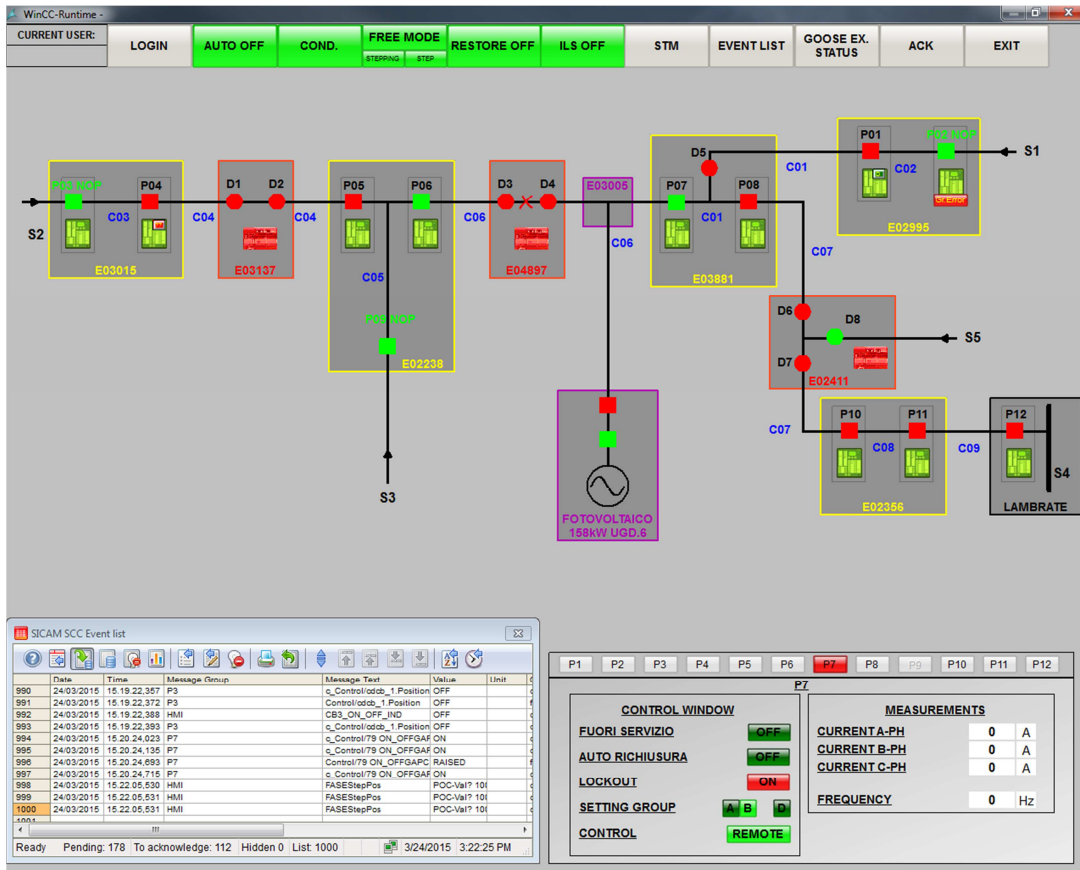 WinCC-Runtime -
CURRENT USER:
LOGIN
AUTO OFF
COND.
FREE MODE
STEPPING STEP
RESTORE OFF
ILS OFF
STM
EVENT LIST
GOOSE EX.
STATUS
ACK
EXIT
P01
P02 NOP
C02
S1
Gr.Error
E02995
D5
C01
S2
P03 NOP
P04
C03
E03015
C04
D1 D2
E03137
C04
P05
P06
C05
P09 NOP
E02238
S3
C06
D3 D4
E04897
E03005
C06
P07
P08
C01
E03881
C07
D6
D8
S5
D7
E02411
C07
P10
P11
C08
E02356
C09
P12
S4
LAMBRATE
FOTOVOLTAICO
158kW UGD.6
SICAM SCC Event list
Date Time Message Group Message Text Value Unit
990 24/03/2015 15.19.22,357 P3 c_Control/cdcb_1.Position OFF
991 24/03/2015 15.19.22,372 P3 Control/cdcb_1.Position OFF
992 24/03/2015 15.19.22,388 HMI CB3_ON_OFF_IND OFF
993 24/03/2015 15.19.22,393 P3 c_Control/cdcb_1.Position OFF
994 24/03/2015 15.20.24,023 P7 c_Control/79 ON_OFFGAF ON
995 24/03/2015 15.20.24,135 P7 c_Control/79 ON_OFFGAF ON
996 24/03/2015 15.20.24,693 P7 Control/79 ON_OFFGAPC RAISED
997 24/03/2015 15.20.24,715 P7 c_Control/79 ON_OFFGAF ON
998 24/03/2015 15.22.05,530 HMI FASEStepPos POC-Val? 100
999 24/03/2015 15.22.05,531 HMI FASEStepPos POC-Val? 100
1000 24/03/2015 15.22.05,531 HMI FASEStepPos POC-Val? 100
1001
Ready Pending: 178 To acknowledge: 112 Hidden 0 List: 1000 3/24/2015 3:22:25 PM
P1 P2 P3 P4 P5 P6 P7 P8 P9 P10 P11 P12
P7
CONTROL WINDOW
FUORI SERVIZIO OFF
AUTO RICHIUSURA OFF
LOCKOUT ON
SETTING GROUP A B D
CONTROL REMOTE
MEASUREMENTS
CURRENT A-PH 0 A
CURRENT B-PH 0 A
CURRENT C-PH 0 A
FREQUENCY 0 Hz